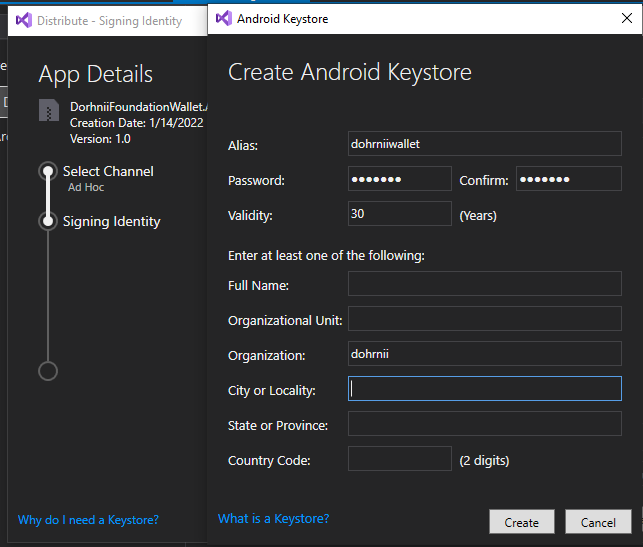 Distribute - Signing Identity
App Details
DorhniiFoundationWallet.
Creation Date: 1/14/2022
Version: 1.0
Select Channel
Ad Hoc
Signing Identity
Why do I need a Keystore?
Android Keystore
Create Android Keystore
Alias: dohrniiwallet
Password: ●●●●●●● Confirm: ●●●●●●●
Validity: 30 (Years)
Enter at least one of the following:
Full Name:
Organizational Unit:
Organization: dohrnii
City or Locality:
State or Province:
Country Code: (2 digits)
What is a Keystore?
Create Cancel